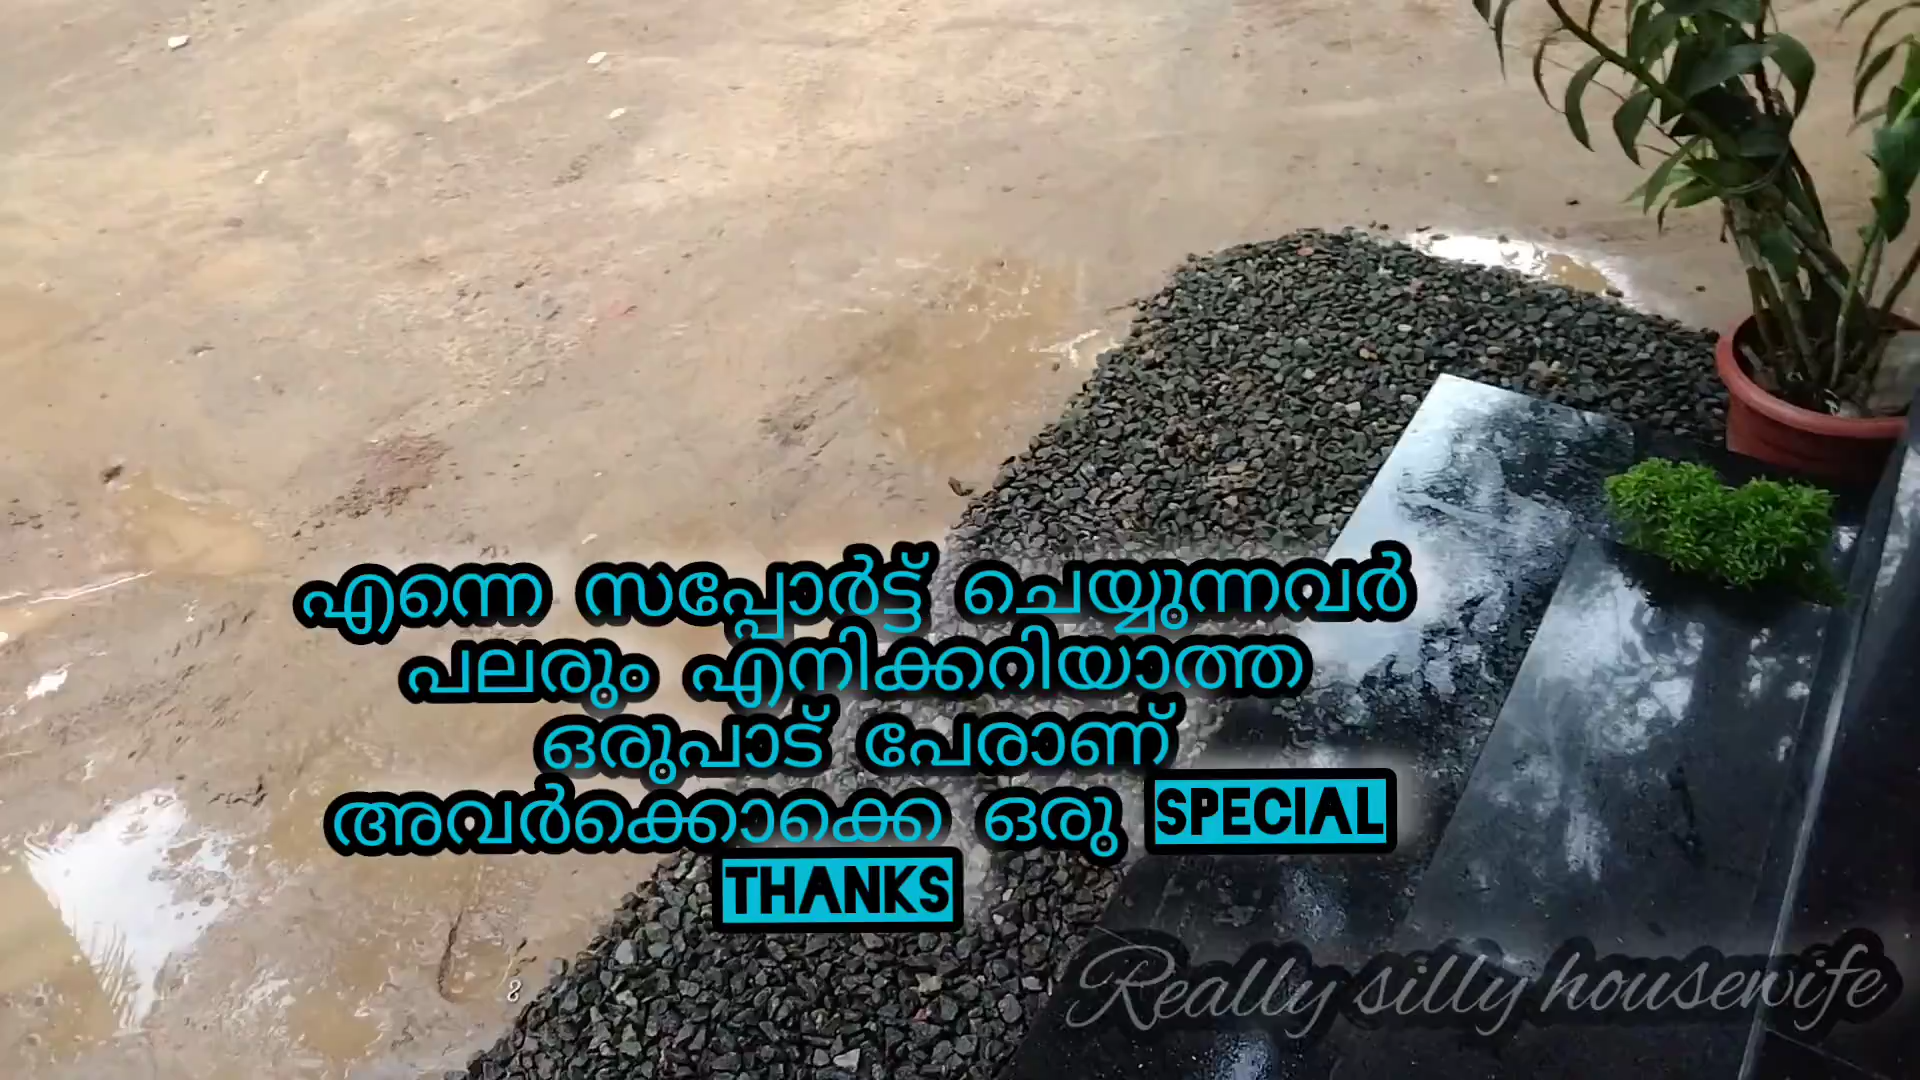 എന്നെ സപ്പോർട്ട് ചെയ്യുന്നവർ
പലരും എനിക്കറിയാത്ത
ഒരുപാട് പേരാണ്
അവർക്കൊക്കെ ഒരു SPECIAL
THANKS
Really silly housewife